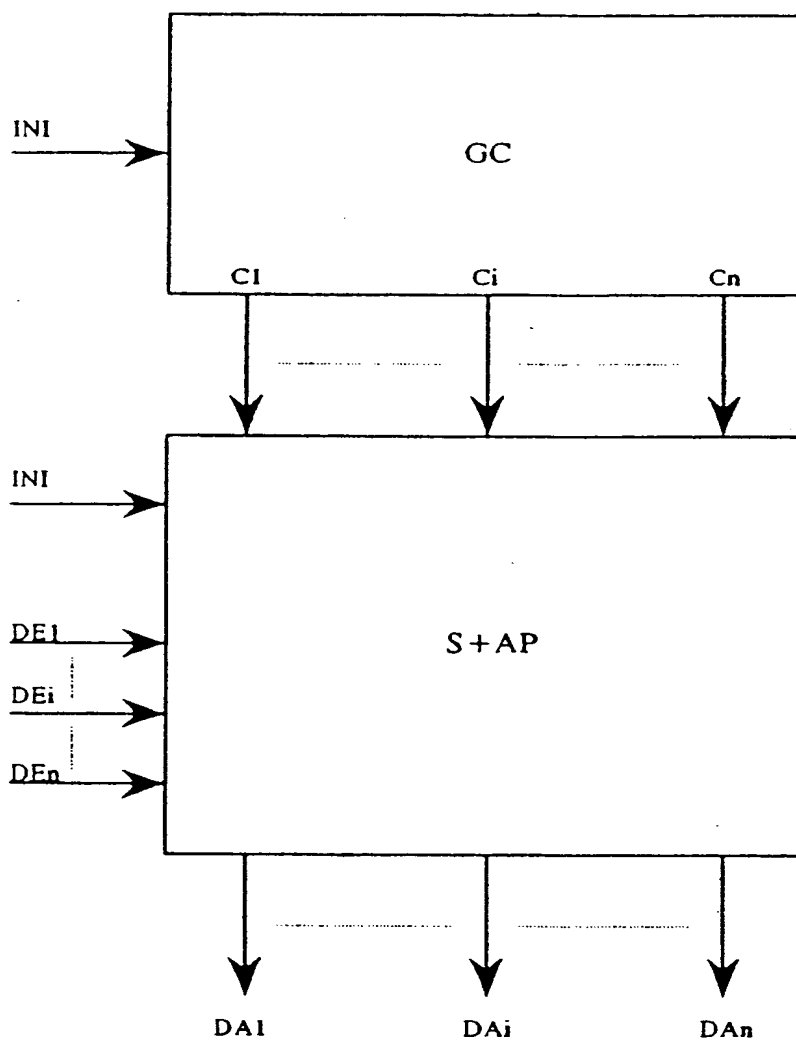 INI
GC
C1 Ci Cn
INI
DE1
S+AP
DEi
DEn
DA1 DAi DAn